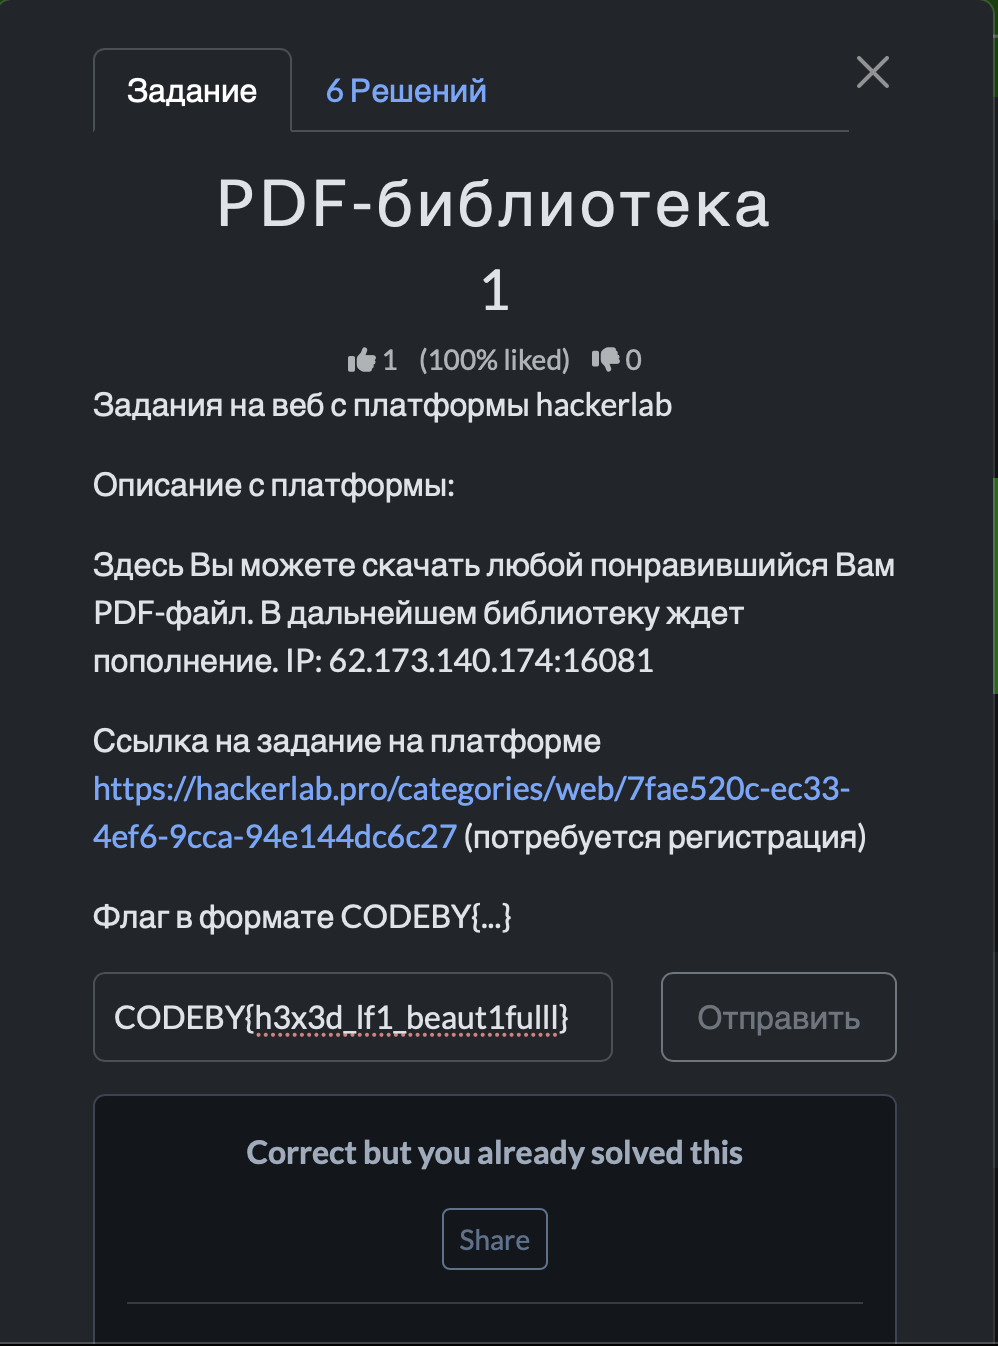 Задание
6 Решений
PDF-библиотека
1
1 (100% liked) 0
Задания на веб с платформы hackerlab
Описание с платформы:
Здесь Вы можете скачать любой понравившийся Вам
PDF-файл. В дальнейшем библиотеку ждет
пополнение. IP: 62.173.140.174:16081
Ссылка на задание на платформе
https://hackerlab.pro/categories/web/7fae520c-ec33-
4ef6-9cca-94e144dc6c27 (потребуется регистрация)
Флаг в формате CODEBY{...}
CODEBY{h3x3d_lf1_beaut1fulll}
Отправить
Correct but you already solved this
Share